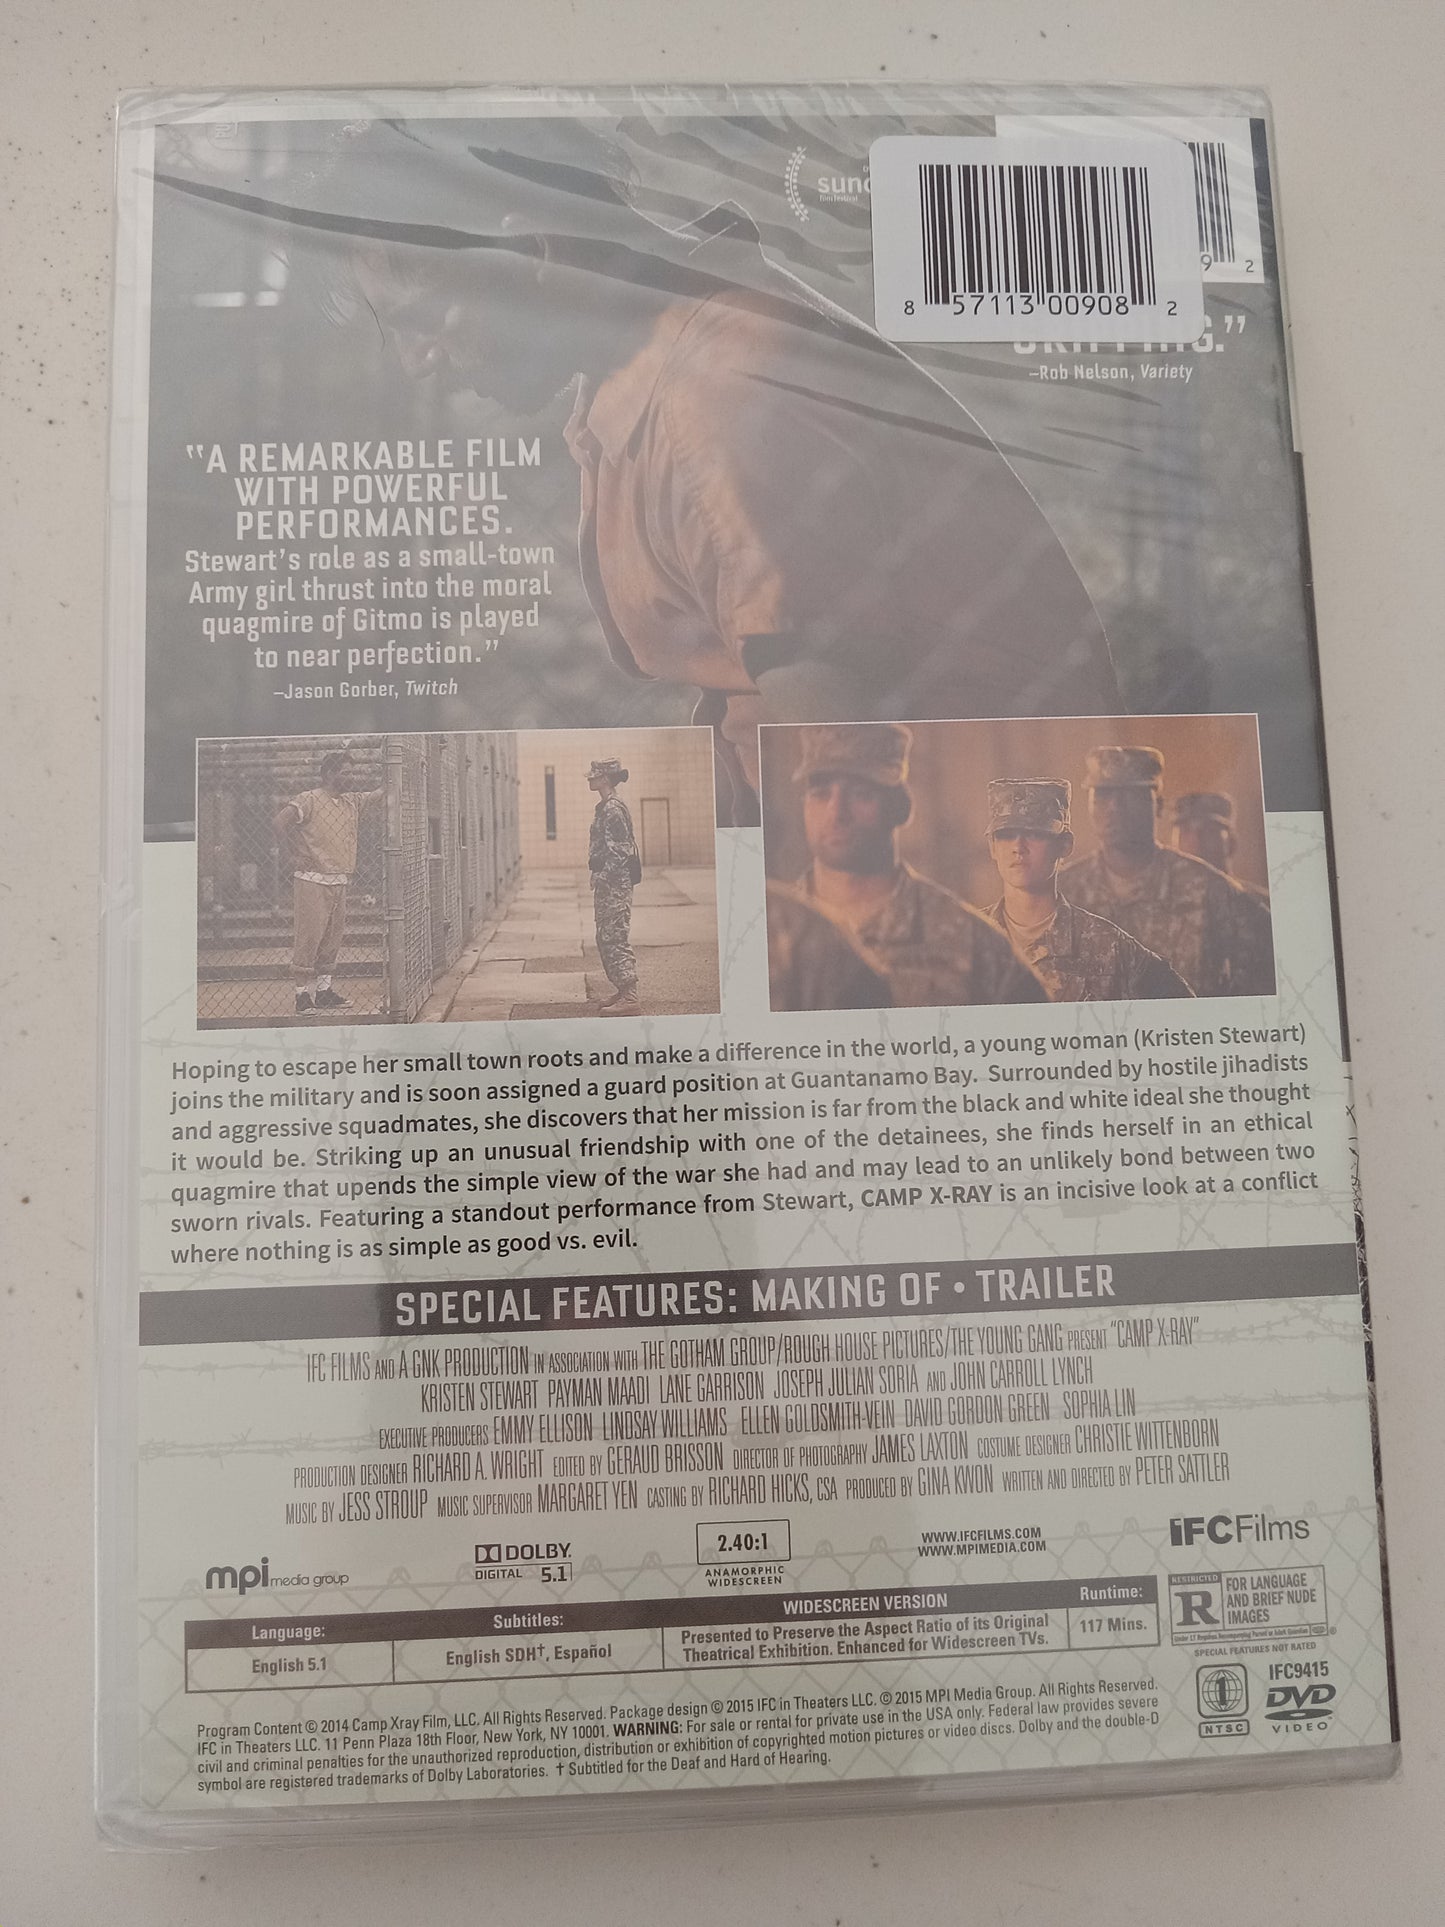 film festival
8 57113 00908 2
9 2
G.”
–Rob Nelson, Variety
“A REMARKABLE FILM
WITH POWERFUL
PERFORMANCES.
Stewart’s role as a small-town
Army girl thrust into the moral
quagmire of Gitmo is played
to near perfection.”
–Jason Gorber, Twitch
Hoping to escape her small town roots and make a difference in the world, a young woman (Kristen Stewart)
joins the military and is soon assigned a guard position at Guantanamo Bay. Surrounded by hostile jihadists
and aggressive squadmates, she discovers that her mission is far from the black and white ideal she thought
it would be. Striking up an unusual friendship with one of the detainees, she finds herself in an ethical
quagmire that upends the simple view of the war she had and may lead to an unlikely bond between two
sworn rivals. Featuring a standout performance from Stewart, CAMP X-RAY is an incisive look at a conflict
where nothing is as simple as good vs. evil.
SPECIAL FEATURES: MAKING OF • TRAILER
IFC FILMS AND A GNK PRODUCTION IN ASSOCIATION WITH THE GOTHAM GROUP/ROUGH HOUSE PICTURES/THE YOUNG GANG PRESENT “CAMP X-RAY”
KRISTEN STEWART PAYMAN MAADI LANE GARRISON JOSEPH JULIAN SORIA AND JOHN CARROLL LYNCH
EXECUTIVE PRODUCERS EMMY ELLISON LINDSAY WILLIAMS ELLEN GOLDSMITH-VEIN DAVID GORDON GREEN SOPHIA LIN
PRODUCTION DESIGNER RICHARD A. WRIGHT EDITED BY GERAUD BRISSON DIRECTOR OF PHOTOGRAPHY JAMES LAXTON COSTUME DESIGNER CHRISTIE WITTENBORN
MUSIC BY JESS STROUP MUSIC SUPERVISOR MARGARET YEN CASTING BY RICHARD HICKS, CSA PRODUCED BY GINA KWON WRITTEN AND DIRECTED BY PETER SATTLER
mpi media group
DOLBY
DIGITAL 5.1
2.40:1
ANAMORPHIC
WIDESCREEN
WWW.IFCFILMS.COM
WWW.MPIMEDIA.COM
IFCFilms
Language:
English 5.1
Subtitles:
English SDH†, Español
WIDESCREEN VERSION
Presented to Preserve the Aspect Ratio of its Original
Theatrical Exhibition. Enhanced for Widescreen TVs.
Runtime:
117 Mins.
RESTRICTED
R
FOR LANGUAGE
AND BRIEF NUDE
IMAGES
SPECIAL FEATURES NOT RATED
Program Content © 2014 Camp Xray Film, LLC. All Rights Reserved. Package design © 2015 IFC in Theaters LLC. © 2015 MPI Media Group. All Rights Reserved.
IFC in Theaters LLC. 11 Penn Plaza 18th Floor, New York, NY 10001. WARNING: For sale or rental for private use in the USA only. Federal law provides severe
civil and criminal penalties for the unauthorized reproduction, distribution or exhibition of copyrighted motion pictures or video discs. Dolby and the double-D
symbol are registered trademarks of Dolby Laboratories. † Subtitled for the Deaf and Hard of Hearing.
1
NTSC
IFC9415
DVD
VIDEO